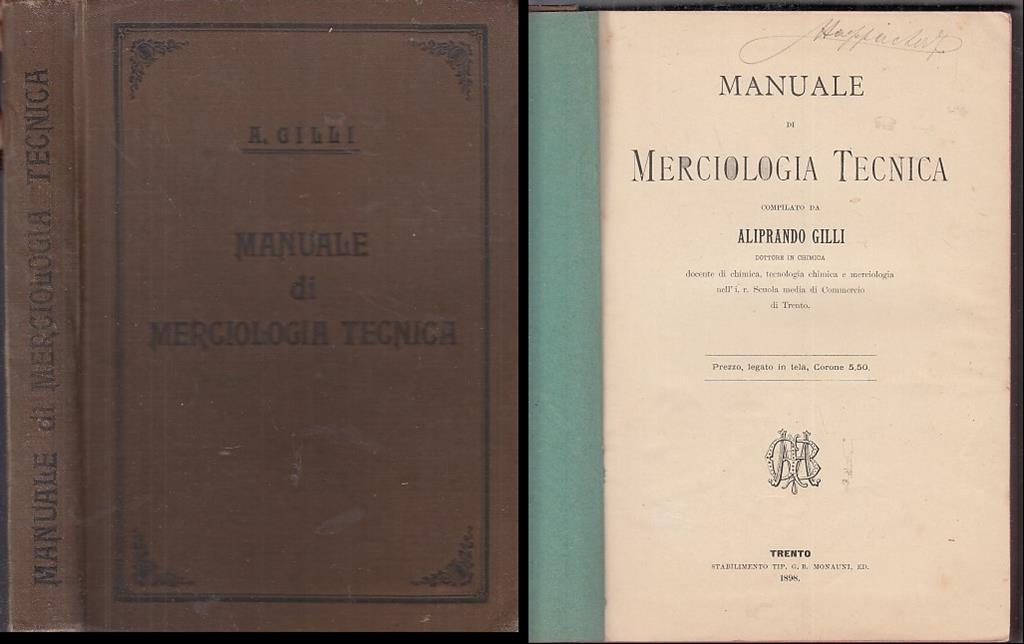 MANUALE di MERCIOLOGIA TECNICA
A. GILLI
MANUALE
di
MERCIOLOGIA TECNICA
MANUALE
DI
MERCIOLOGIA TECNICA
COMPILATO DA
ALIPRANDO GILLI
DOTTORE IN CHIMICA
docente di chimica, tecnologia chimica e merciologia
nell' i. r. Scuola media di Commercio
di Trento.
Prezzo, legato in tela, Corone 5,50.
TRENTO
STABILIMENTO TIP. G. B. MONAUNI, ED.
1898.